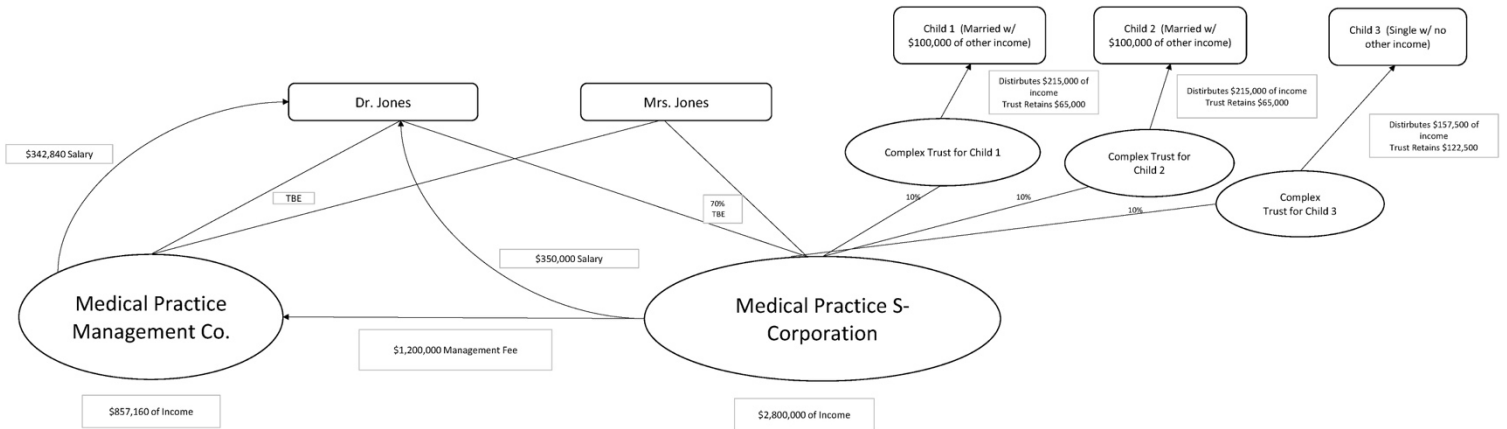 Child 1 (Married w/
$100,000 of other income)
Child 2 (Married w/
$100,000 of other income)
Child 3 (Single w/ no
other income)
Dr. Jones
Mrs. Jones
Distirbutes $215,000 of
income
Trust Retains $65,000
Distirbutes $215,000 of income
Trust Retains $65,000
Distirbutes $157,500 of
income
Trust Retains $122,500
$342,840 Salary
Complex Trust for Child 1
Complex Trust for
Child 2
Complex
Trust for Child 3
TBE
70%
TBE
10%
10%
10%
$350,000 Salary
Medical Practice
Management Co.
Medical Practice S-
Corporation
$1,200,000 Management Fee
$857,160 of Income
$2,800,000 of Income